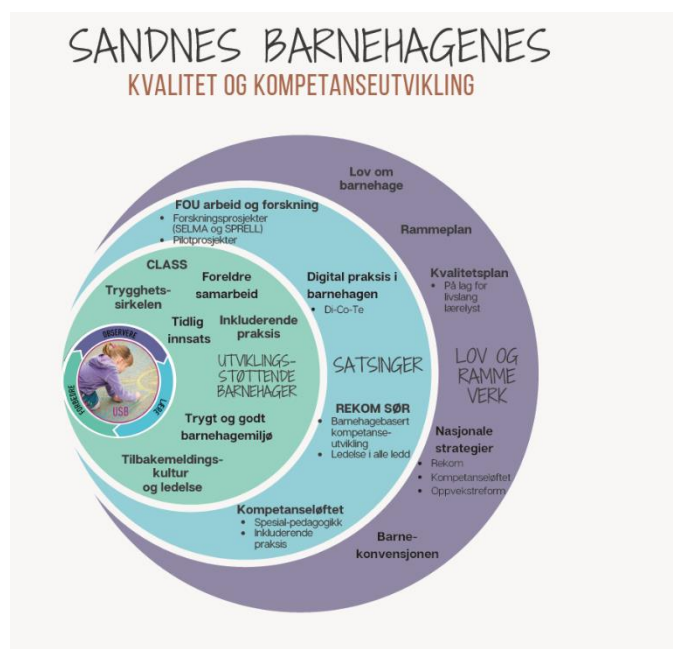 SANDNES BARNEHAGENES
KVALITET OG KOMPETANSEUTVIKLING
Lov om
barnehage
Rammeplan
Kvalitetsplan
• På lag for
livslang
lærelyst
LOV OG
RAMME
VERK
Nasjonale
strategier
• Rekom
• Kompetanseløftet
• Oppvekstreform
Barne-
konvensjonen
FOU arbeid og forskning
• Forskningsprosjekter
(SELMA og SPRELL)
• Pilotprosjekter
Digital praksis i
barnehagen
• Di-Co-Te
SATSINGER
REKOM SØR
• Barnehagebasert
kompetanse-
utvikling
• Ledelse i alle ledd
Kompetanseløftet
• Spesial-pedagogikk
• Inkluderende
praksis
CLASS
Foreldre
samarbeid
Trygghets-
sirkelen
Tidlig
innsats
Inkluderende
praksis
UTVIKLINGS-
STØTTENDE
BARNEHAGER
Trygt og godt
barnehagemiljø
Tilbakemeldings-
kultur
og ledelse
OBSERVERE
LÆRE
FORBEDRE
USB